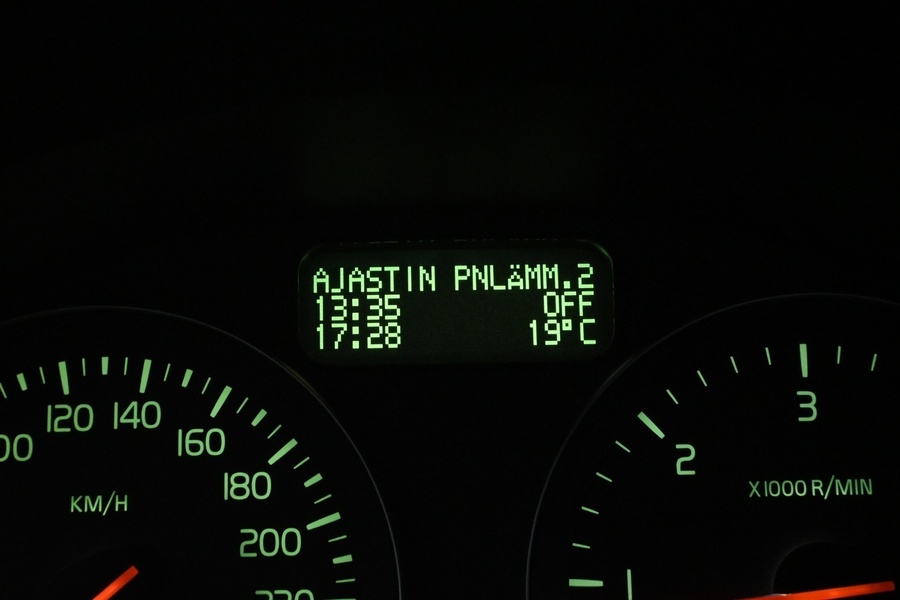 AJASTIN PNLÄMM.2
13:35 OFF
17:28 19°C
120 140
160
180
200
KM/H
2
3
X1000 R/MIN